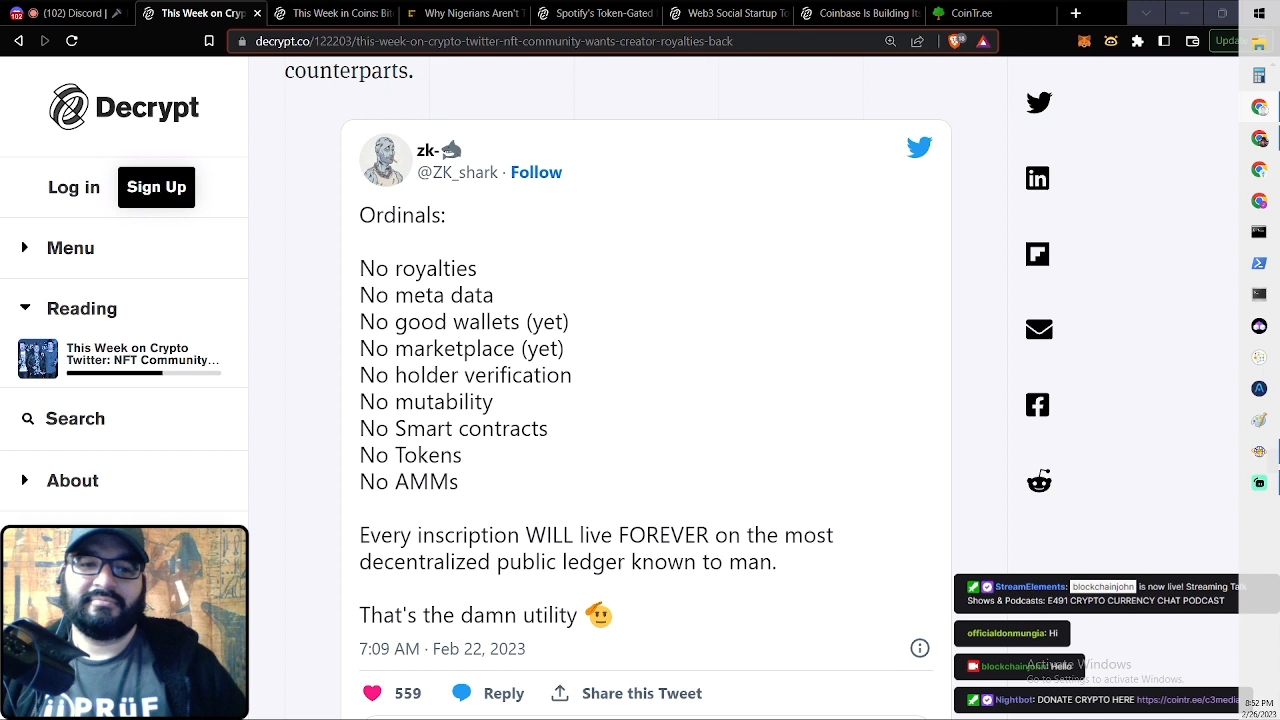 102
(102) Discord |
This Week on Cryp
This Week in Coins: Bit
Why Nigerians Aren't T
Spotify's Token-Gated
Web3 Social Startup To
Coinbase Is Building Its
CoinTr.ee
decrypt.co/122203/this-week-on-crypto-twitter-nft-community-wants-creator-royalties-back
Upda
Decrypt
Log in
Sign Up
Menu
Reading
This Week on Crypto
Twitter: NFT Community...
Search
About
counterparts.
zk-
@ZK_shark · Follow
Ordinals:
No royalties
No meta data
No good wallets (yet)
No marketplace (yet)
No holder verification
No mutability
No Smart contracts
No Tokens
No AMMs
Every inscription WILL live FOREVER on the most
decentralized public ledger known to man.
That's the damn utility
7:09 AM · Feb 22, 2023
559
Reply
Share this Tweet
StreamElements: blockchainjohn is now live! Streaming Talk
Shows & Podcasts: E491 CRYPTO CURRENCY CHAT PODCAST
officialdonmungia: Hi
blockchainjohn: Hello
Activate Windows
Go to Settings to activate Windows.
Nightbot: DONATE CRYPTO HERE https://cointr.ee/c3media
8:52 PM
2/26/2023